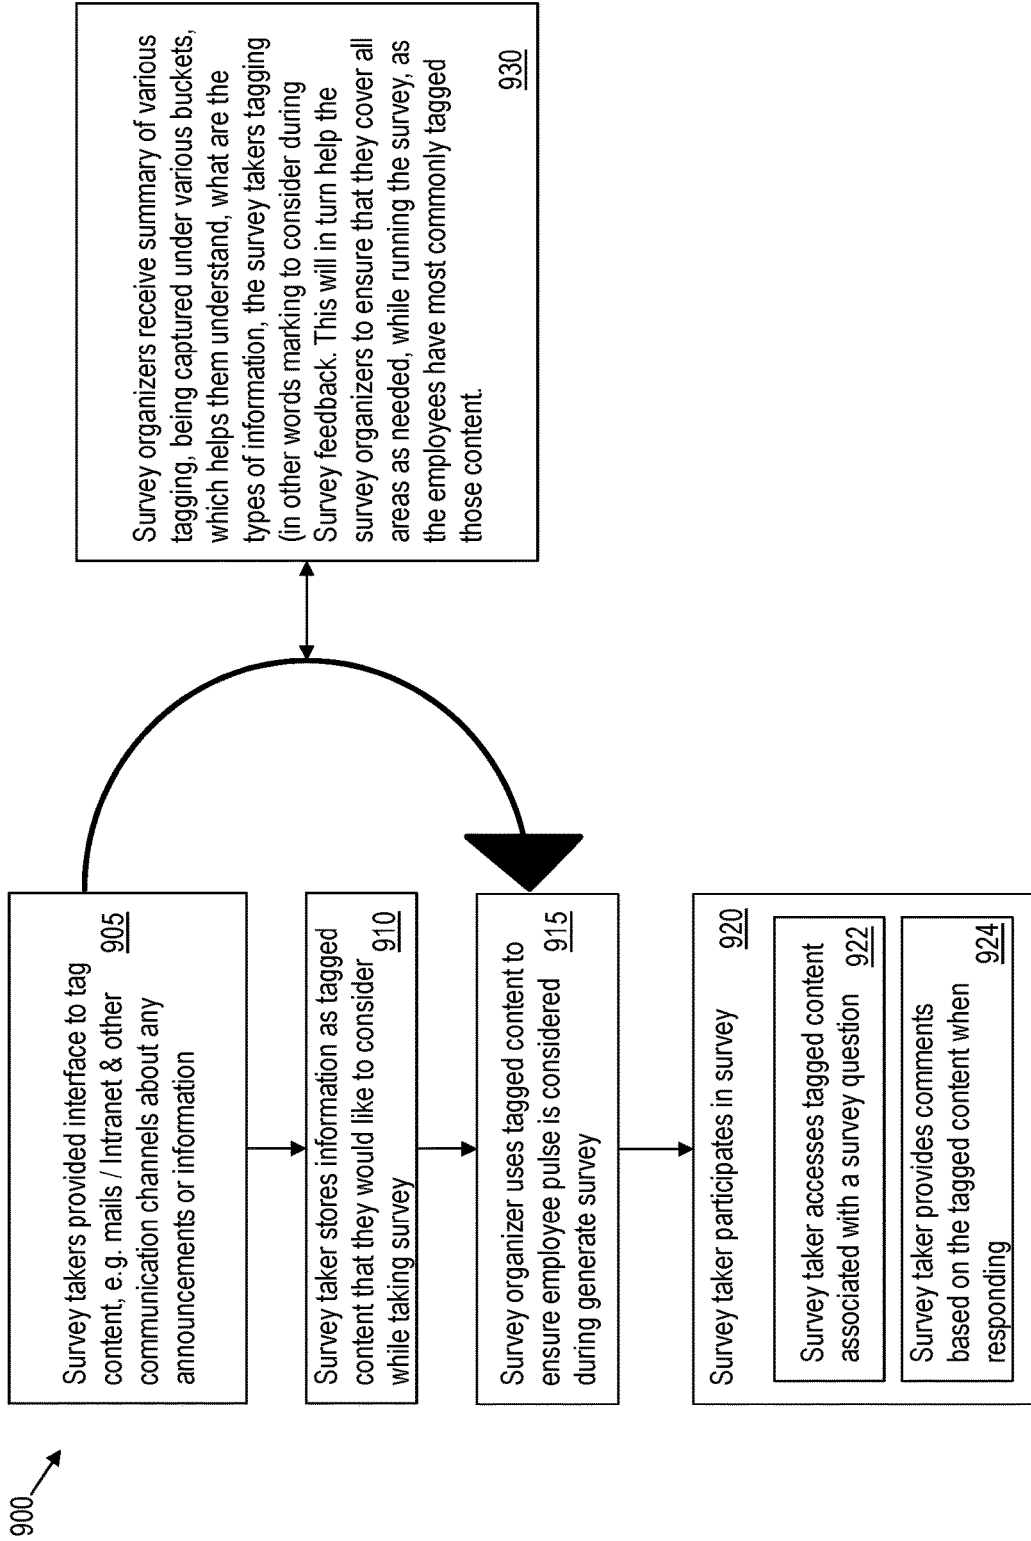 900
Survey takers provided interface to tag
content, e.g. mails / Intranet & other
communication channels about any
announcements or information
905
Survey taker stores information as tagged
content that they would like to consider
while taking survey
910
Survey organizer uses tagged content to
ensure employee pulse is considered
during generate survey
915
Survey taker participates in survey
920
Survey taker accesses tagged content
associated with a survey question
922
Survey taker provides comments
based on the tagged content when
responding
924
Survey organizers receive summary of various
tagging, being captured under various buckets,
which helps them understand, what are the
types of information, the survey takers tagging
(in other words marking to consider during
Survey feedback. This will in turn help the
survey organizers to ensure that they cover all
areas as needed, while running the survey, as
the employees have most commonly tagged
those content.
930